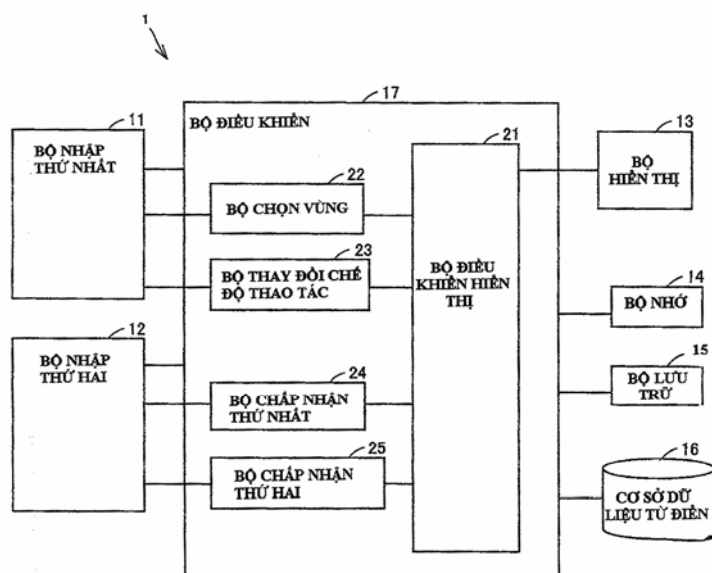 1
11
BỘ NHẬP
THỨ NHẤT
17
BỘ ĐIỀU KHIỂN
22
BỘ CHỌN VÙNG
23
BỘ THAY ĐỔI CHẾ
ĐỘ THAO TÁC
21
BỘ ĐIỀU
KHIỂN HIỂN
THỊ
13
BỘ
HIỂN THỊ
14
BỘ NHỚ
15
BỘ LƯU
TRỮ
16
CƠ SỞ DỮ
LIỆU TỪ ĐIỂN
12
BỘ NHẬP
THỨ HAI
24
BỘ CHẤP NHẬN
THỨ NHẤT
25
BỘ CHẤP NHẬN
THỨ HAI